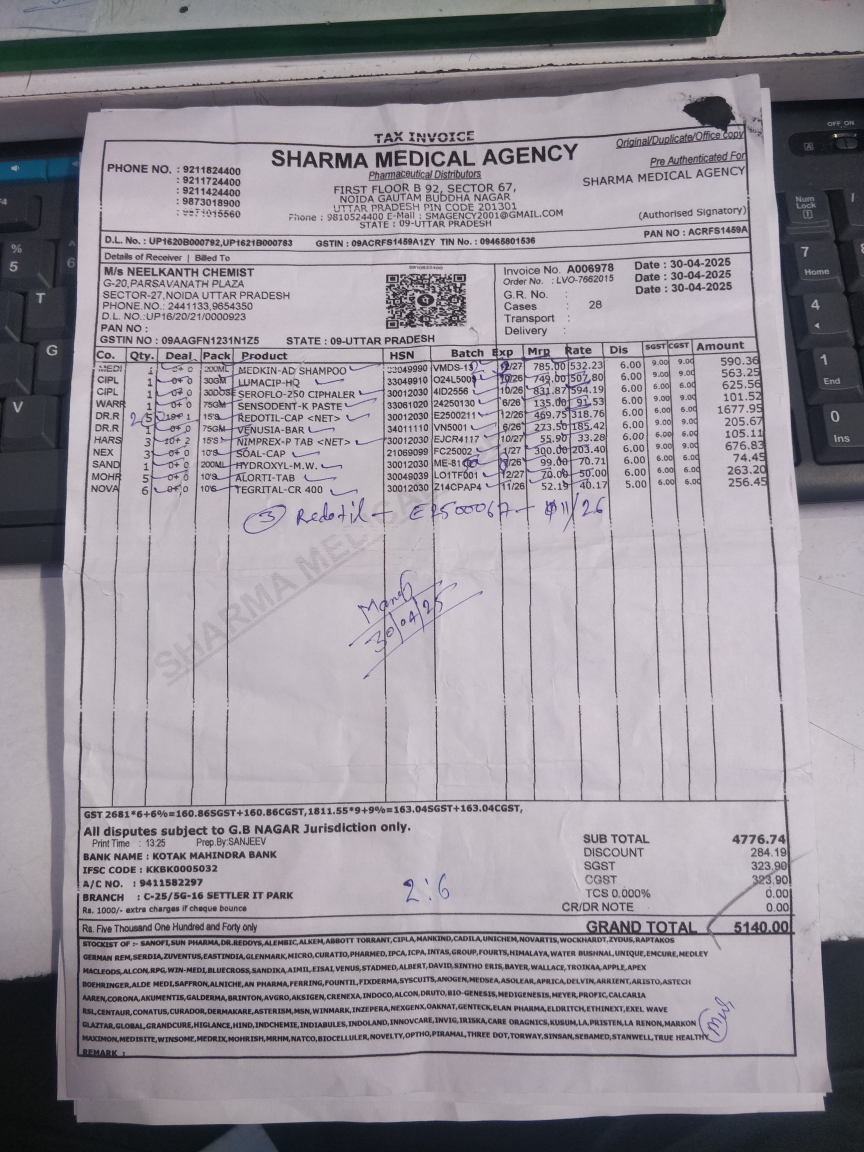 TAX INVOICE
Original/Duplicate/Office copy
SHARMA MEDICAL AGENCY
Pharmaceutical Distributors
FIRST FLOOR B 92, SECTOR 67,
NOIDA GAUTAM BUDDHA NAGAR
UTTAR PRADESH PIN CODE 201301
Phone : 9810524400 E-Mail : SMAGENCY2001@GMAIL.COM
STATE : 09-UTTAR PRADESH
PHONE NO. : 9211824400
: 9211724400
: 9211424400
: 9873018900
: 9871015560
Pre Authenticated For
SHARMA MEDICAL AGENCY
(Authorised Signatory)
PAN NO : ACRFS1459A
D.L. No. : UP1620B000792,UP1621B000783 GSTIN : 09ACRFS1459A1ZY TIN No. : 09465801536
Details of Receiver | Billed To
M/s NEELKANTH CHEMIST
G-20,PARSAVANATH PLAZA
SECTOR-27,NOIDA UTTAR PRADESH
PHONE.NO. : 2441133,9654350
D.L. NO.:UP16/20/21/0000923
PAN NO :
GSTIN NO : 09AAGFN1231N1Z5 STATE : 09-UTTAR PRADESH
Invoice No. A006978 Date : 30-04-2025
Order No.: LVO-7662015 Date : 30-04-2025
G.R. No. : Date : 30-04-2025
Cases : 28
Transport :
Delivery :
Co. Qty. Deal Pack Product HSN Batch Exp Mrp Rate Dis SGST CGST Amount
MEDI 1 0+0 200ML MEDKIN-AD SHAMPOO 33049990 /27 785.00 532.23 6.00 9.00 9.00 590.36
CIPL 1 0+0 30GM LUMACIP-HQ 33049910 /26 749.00 507.80 6.00 9.00 9.00 563.25
CIPL 1 0+0 30DOSE SEROFLO-250 CIPHALER 30012030 4ID2556 10/26 831.87 594.19 6.00 6.00 6.00 625.56
WARR 1 0+0 75GM SENSODENT-K PASTE 33061020 24250130 6/26 135.00 91.53 6.00 9.00 9.00 101.52
DR.R 2 5 15'S REDOTIL-CAP <NET> 30012030 E2500211 12/26 469.75 318.76 6.00 6.00 6.00 1677.95
DR.R 1 0+0 75GM VENUSIA-BAR 34011110 VN5001 6/26 273.50 185.42 6.00 9.00 9.00 205.67
HARS 3 10+2 15'S NIMPREX-P TAB <NET> 30012030 EJCR4117 10/27 55.90 33.28 6.00 6.00 6.00 105.11
NEX 3 0+0 10'S SOAL-CAP 21069099 FC25002 1/27 300.00 203.40 6.00 9.00 9.00 676.83
SAND 1 0+0 200ML HYDROXYL-M.W. 30012030 /26 99.00 70.71 6.00 6.00 6.00 74.45
MOHR 5 0+0 10'S ALORTI-TAB 30049039 LO1TF001 12/27 70.00 50.00 6.00 6.00 6.00 263.20
NOVA 6 0+0 10'S TEGRITAL-CR 400 30012030 Z14CPAP4 11/26 52.19 40.17 5.00 6.00 6.00 256.45
(3) Redotil - E2500067 - 11/26
SHARMA MEDICAL AGENCY
30/04/25
GST 2681*6+6%=160.86SGST+160.86CGST,1811.55*9+9%=163.04SGST+163.04CGST,
All disputes subject to G.B NAGAR Jurisdiction only.
Print Time : 13:25 Prep.By:SANJEEV
BANK NAME : KOTAK MAHINDRA BANK
IFSC CODE : KKBK0005032
A/C NO. : 9411582297
BRANCH : C-25/5G-16 SETTLER IT PARK
Rs. 1000/- extra charges if cheque bounce
2:6
SUB TOTAL 4776.74
DISCOUNT 284.19
SGST 323.90
CGST 323.90
TCS 0.000% 0.00
CR/DR NOTE 0.00
Rs. Five Thousand One Hundred and Forty only
GRAND TOTAL 5140.00
STOCKIST OF :- SANOFI,SUN PHARMA,DR.REDDYS,ALEMBIC,ALKEM,ABBOTT TORRANT,CIPLA,MANKIND,CADILA,UNICHEM,NOVARTIS,WOCKHARDT,ZYDUS,RAPTAKOS
GERMAN REM,SERDIA,ZUVENTUS,EASTINDIA,GLENMARK,MICRO,CURATIO,PHARMED,IPCA,ICPA,INTAS,GROUP,FOURTS,HIMALAYA,WATER BUSHNAL,UNIQUE,EMCURE,MEDLEY
MACLEODS,ALCON,RPG,WIN-MEDI,BLUECROSS,SANDIKA,AIMIL,EISAI,VENUS,STADMED,ALBERT,DAVID,SINTHO ERIS,BAYER,WALLACE,TROIKAA,APPLE,APEX
BOEHRINGER,ALDE MEDI,SAFFRON,ALNICHE,AN PHARMA,FERRING,FOUNTIL,FIXDERMA,SYSCUITS,ANOGEN,MEDSEA,ASOLEAR,APRICA,DELVIN,ARKEM,ARISTO,ASTECH
AAREN,CORONA,AKUMENTIS,GALDERMA,BRINTON,AVGRO,AKSIGEN,CRENEXA,INDOCO,ALCON,DRUTO,BIO-GENESIS,MEDIGENESIS,MEYER,PROFIC,CALCARIA
RSL,CENTAUR,CONATUS,CURADOR,DERMAKARE,ASTERISM,MSN,WINMARK,INZEPERA,NEXGENX,OAKNAT,GENTECK,ELAN PHARMA,ELDRITCH,ETHINEXT,EXEL WAVE
GLAZTAR,GLOBAL,GRANDCURE,HIGLANCE,HIND,INDCHEMIE,INDIABULES,INDOLAND,INNOVCARE,INVIG,IRISKA,CARE ORAGNICS,KUSUM,LA.PRISTEN,LA RENON,MARKON
MAXIMON,MEDISITE,WINSOME,MEDRIX,MOHRISH,MRHM,NATCO,BIOCELLULER,NOVELTY,OPTHO,PIRAMAL,THREE DOT,TORWAY,SINSAN,SEBAMED,STANWELL,TRUE HEALTH
REMARK :
OFF ON
A
Num Lock
7 Home
4
1 End
0 Ins
% 5
T
G
V